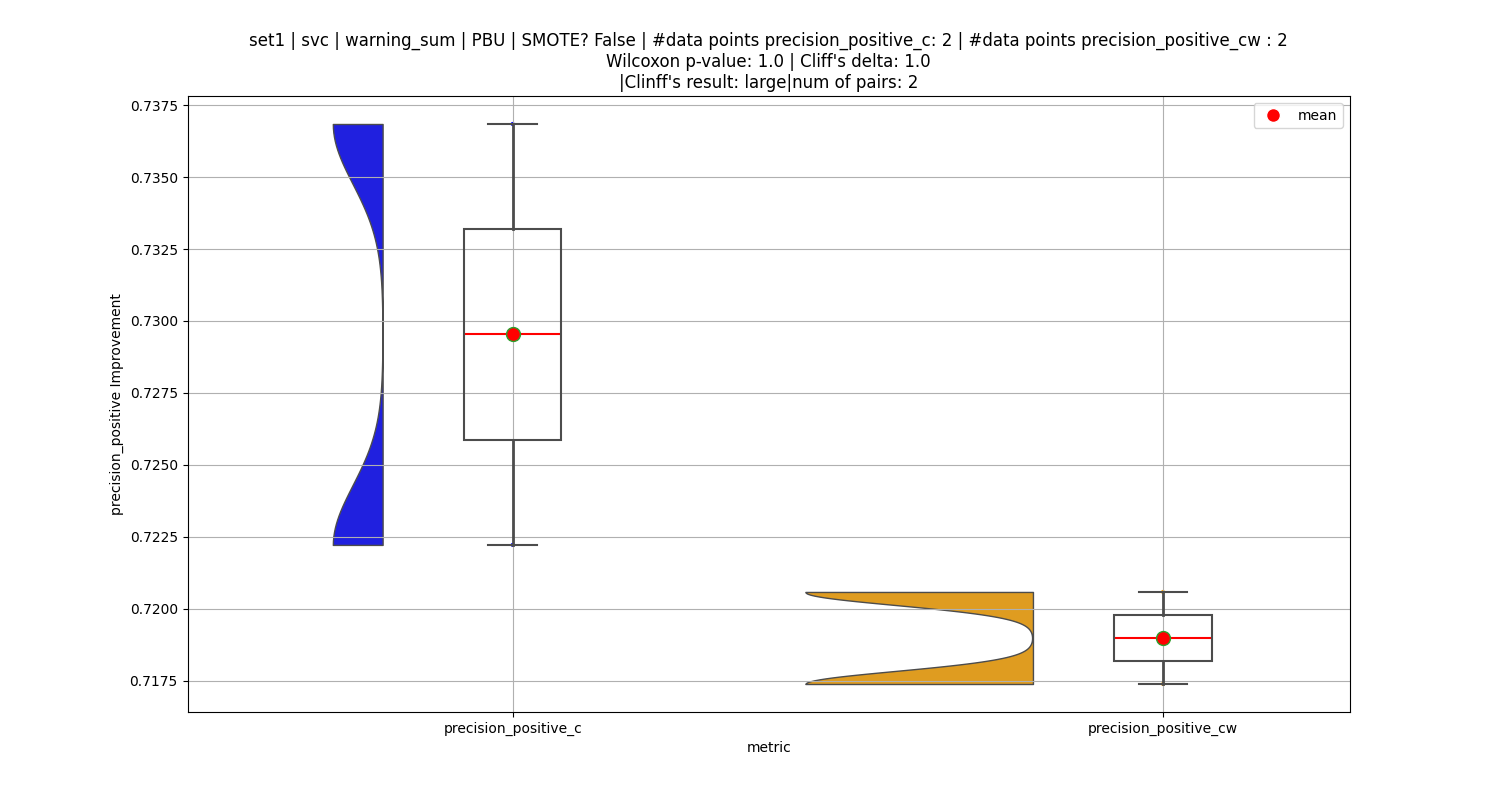 set1 | svc | warning_sum | PBU | SMOTE? False | #data points precision_positive_c: 2 | #data points precision_positive_cw : 2
Wilcoxon p-value: 1.0 | Cliff's delta: 1.0
|Clinff's result: large|num of pairs: 2
mean
0.7375
0.7350
0.7325
0.7300
0.7275
0.7250
0.7225
0.7200
0.7175
precision_positive Improvement
precision_positive_c
precision_positive_cw
metric